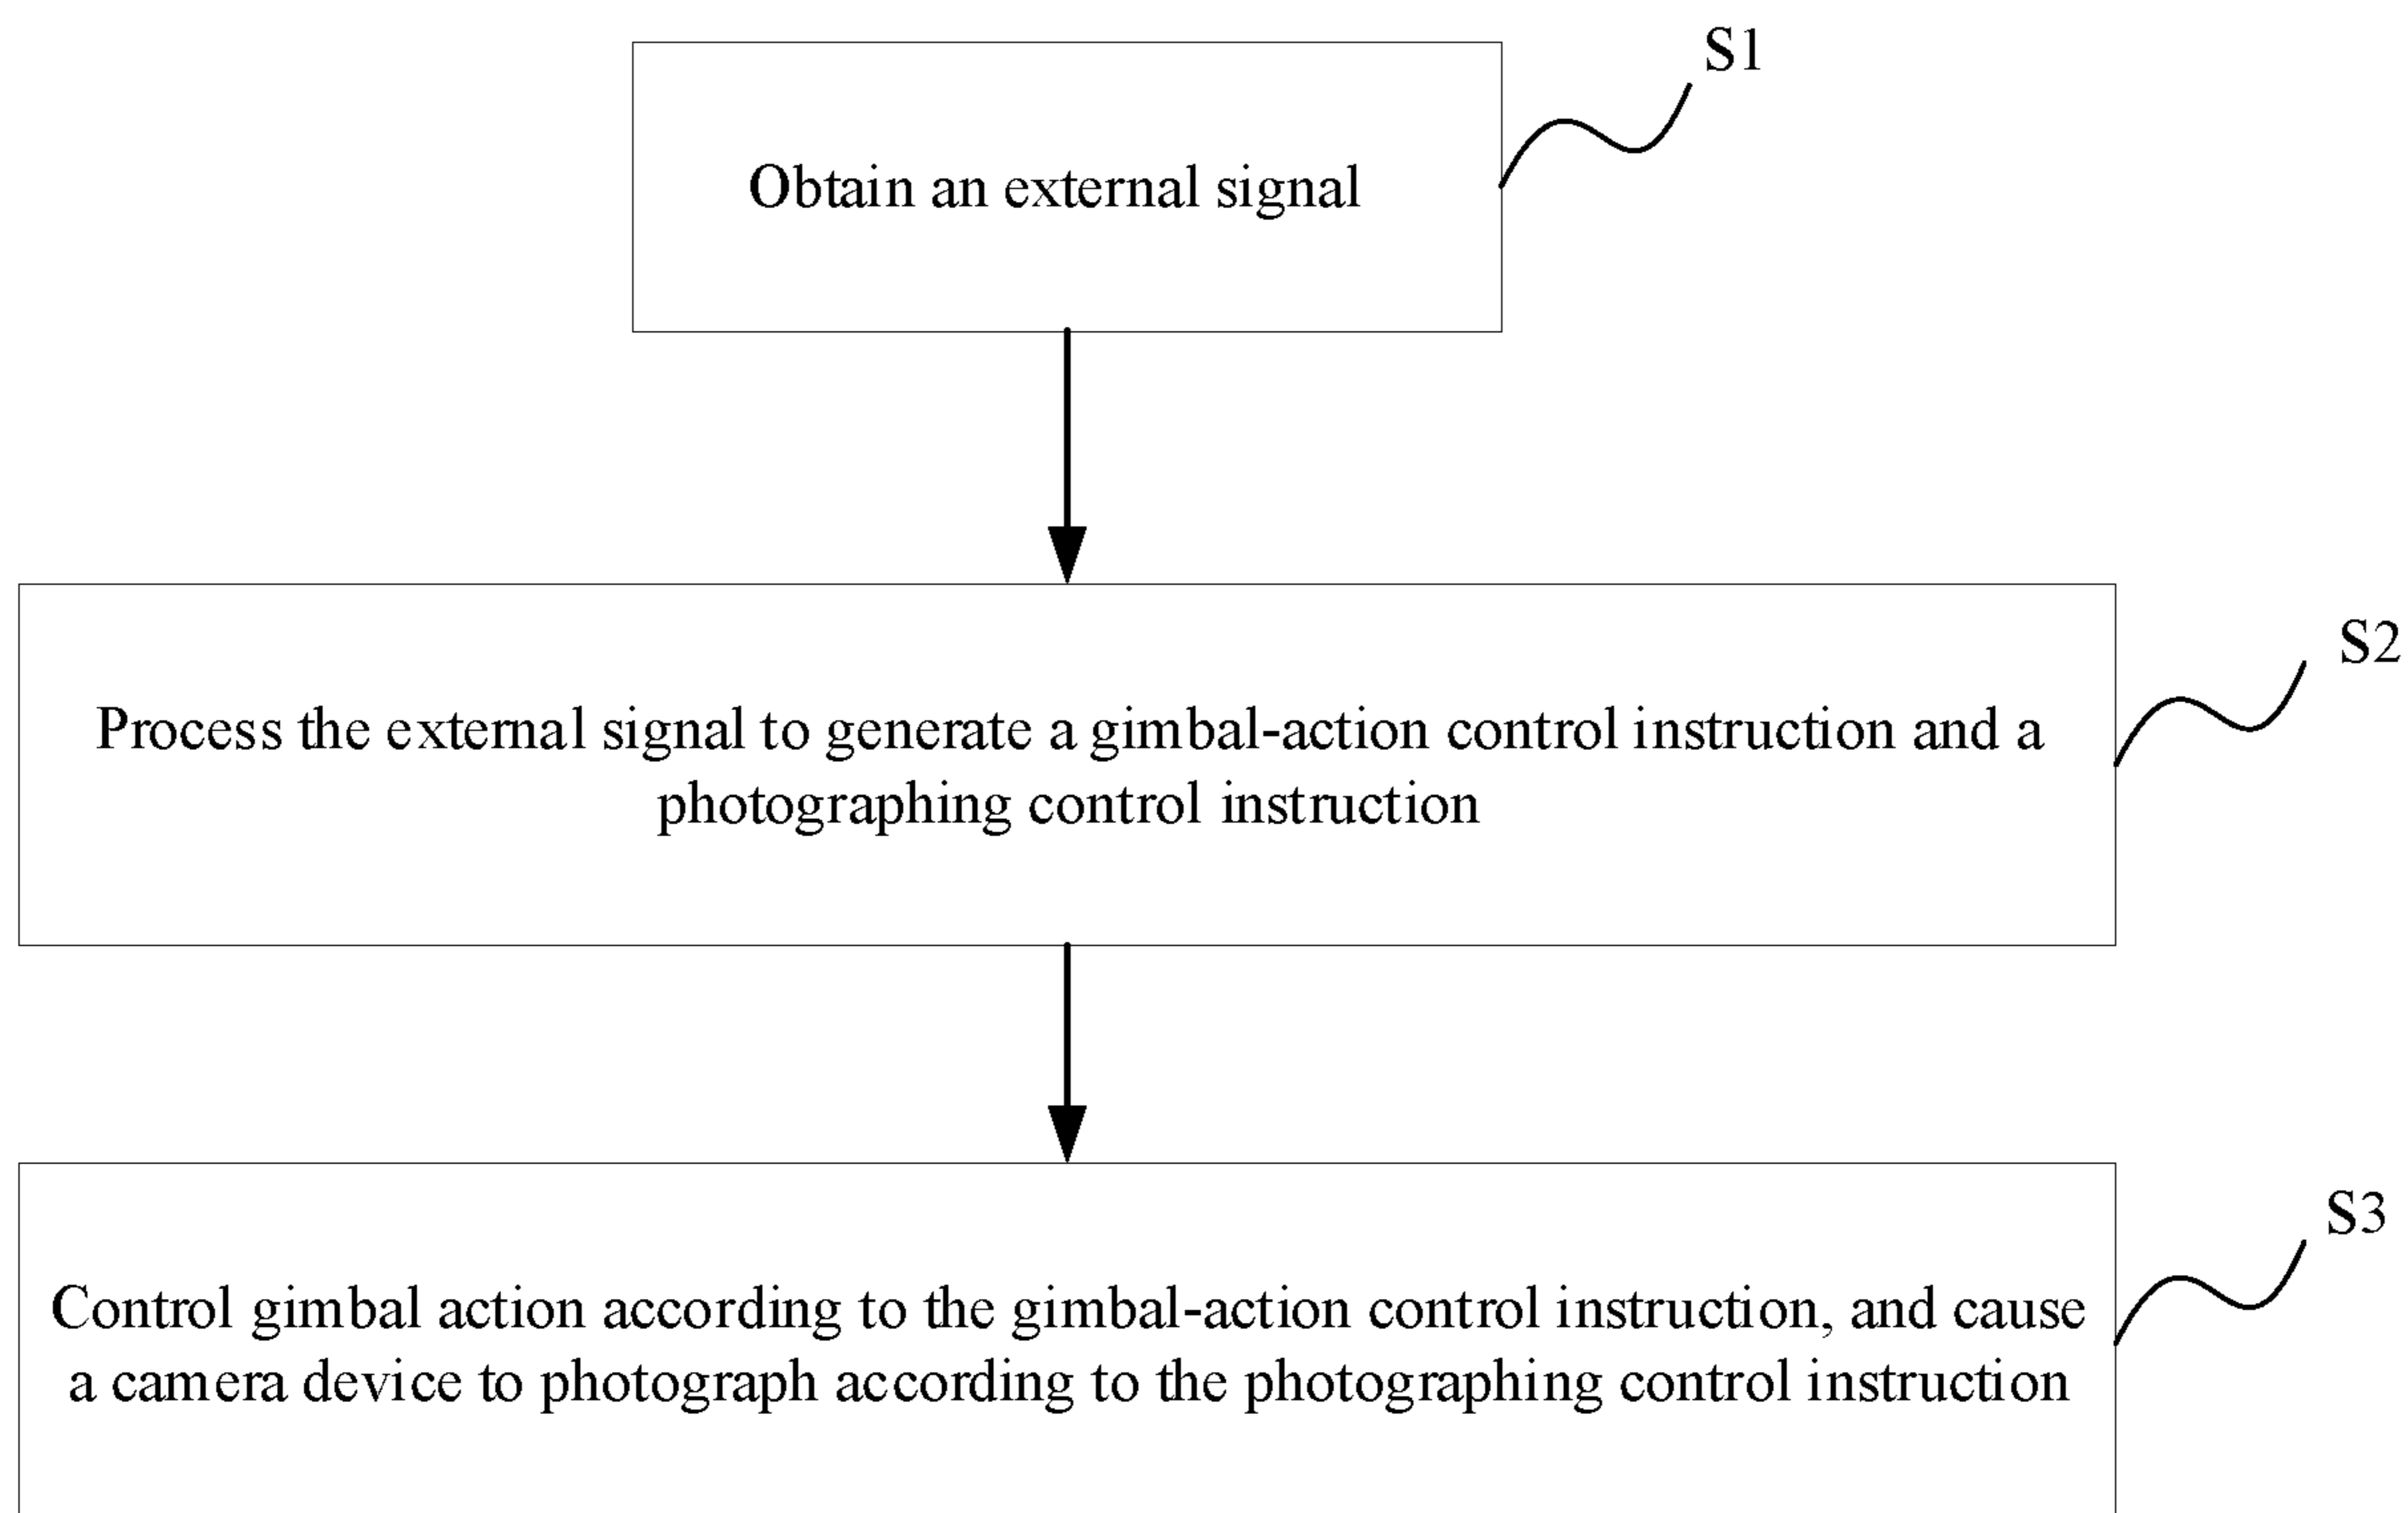 S1
Obtain an external signal
S2
Process the external signal to generate a gimbal-action control instruction and a
photographing control instruction
S3
Control gimbal action according to the gimbal-action control instruction, and cause
a camera device to photograph according to the photographing control instruction